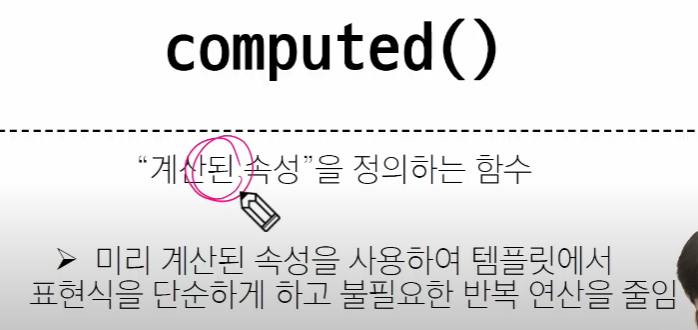 computed()
“계산된 속성”을 정의하는 함수
➤ 미리 계산된 속성을 사용하여 템플릿에서
표현식을 단순하게 하고 불필요한 반복 연산을 줄임